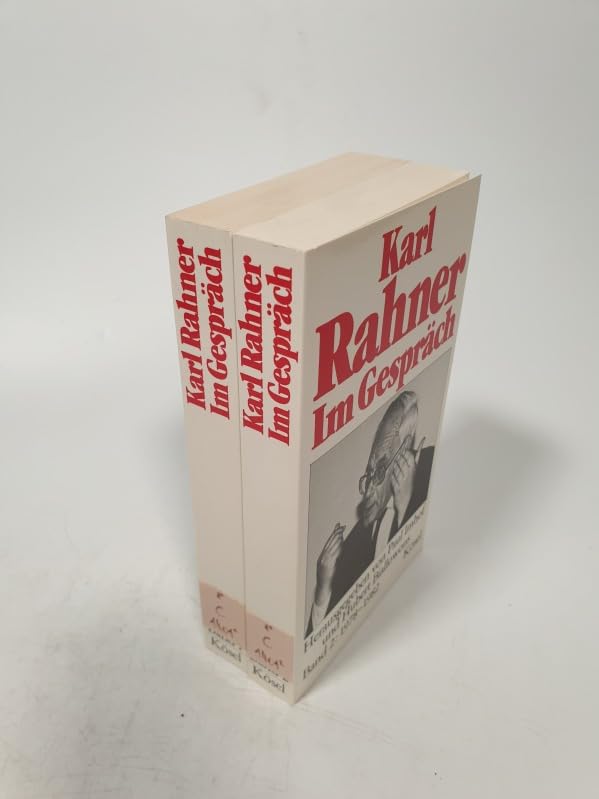 Karl Rahner
Im Gespräch
Kösel
Karl Rahner
Im Gespräch
C
Kösel
Karl
Rahner
Im Gespräch
Herausgegeben von Paul Imhof
und Hubert Biallowons
Band 2: 1978–1982
Kösel